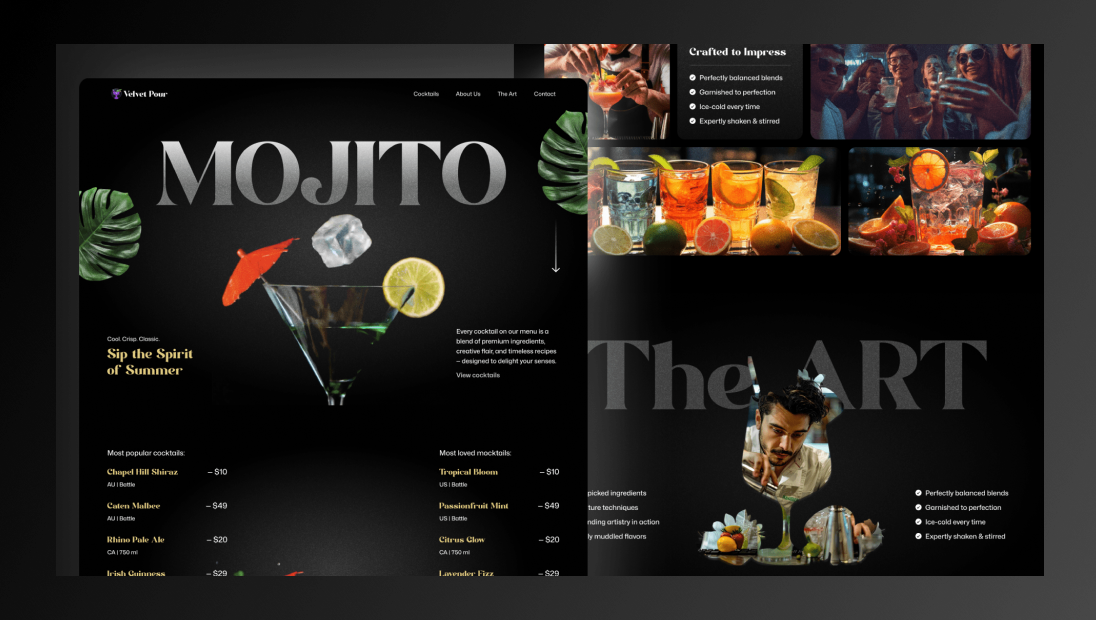 Velvet Pour
Cocktails
About Us
The Art
Contact
MOJITO
Cool. Crisp. Classic.
Sip the Spirit
of Summer
Every cocktail on our menu is a
blend of premium ingredients,
creative flair, and timeless recipes
– designed to delight your senses.
View cocktails
Most popular cocktails:
Chapel Hill Shiraz – $10
AU | Bottle
Caten Malbee – $49
AU | Bottle
Rhino Pale Ale – $20
CA | 750 ml
Irish Guinness – $29
Most loved mocktails:
Tropical Bloom – $10
US | Bottle
Passionfruit Mint – $49
US | Bottle
Citrus Glow – $20
CA | 750 ml
Lavender Fizz – $29
Crafted to Impress
Perfectly balanced blends
Garnished to perfection
Ice-cold every time
Expertly shaken & stirred
The ART
picked ingredients
ture techniques
nding artistry in action
ly muddled flavors
Perfectly balanced blends
Garnished to perfection
Ice-cold every time
Expertly shaken & stirred